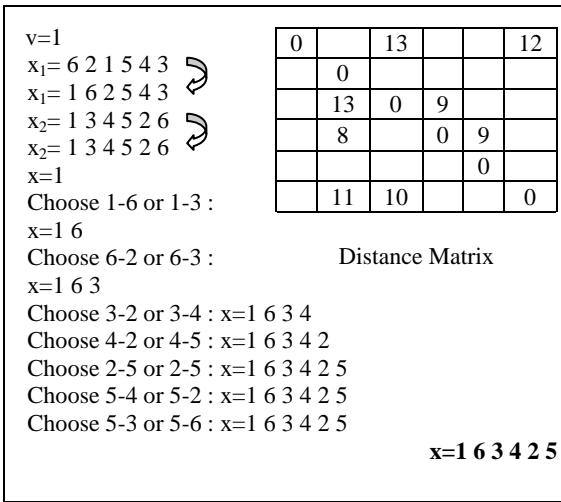 v=1
x₁= 6 2 1 5 4 3
x₁= 1 6 2 5 4 3
x₂= 1 3 4 5 2 6
x₂= 1 3 4 5 2 6
x=1
Choose 1-6 or 1-3 :
x=1 6
Choose 6-2 or 6-3 :
x=1 6 3
Choose 3-2 or 3-4 : x=1 6 3 4
Choose 4-2 or 4-5 : x=1 6 3 4 2
Choose 2-5 or 2-5 : x=1 6 3 4 2 5
Choose 5-4 or 5-2 : x=1 6 3 4 2 5
Choose 5-3 or 5-6 : x=1 6 3 4 2 5
x=1 6 3 4 2 5
0 13 12
0
13 0 9
8 0 9
0
11 10 0
Distance Matrix